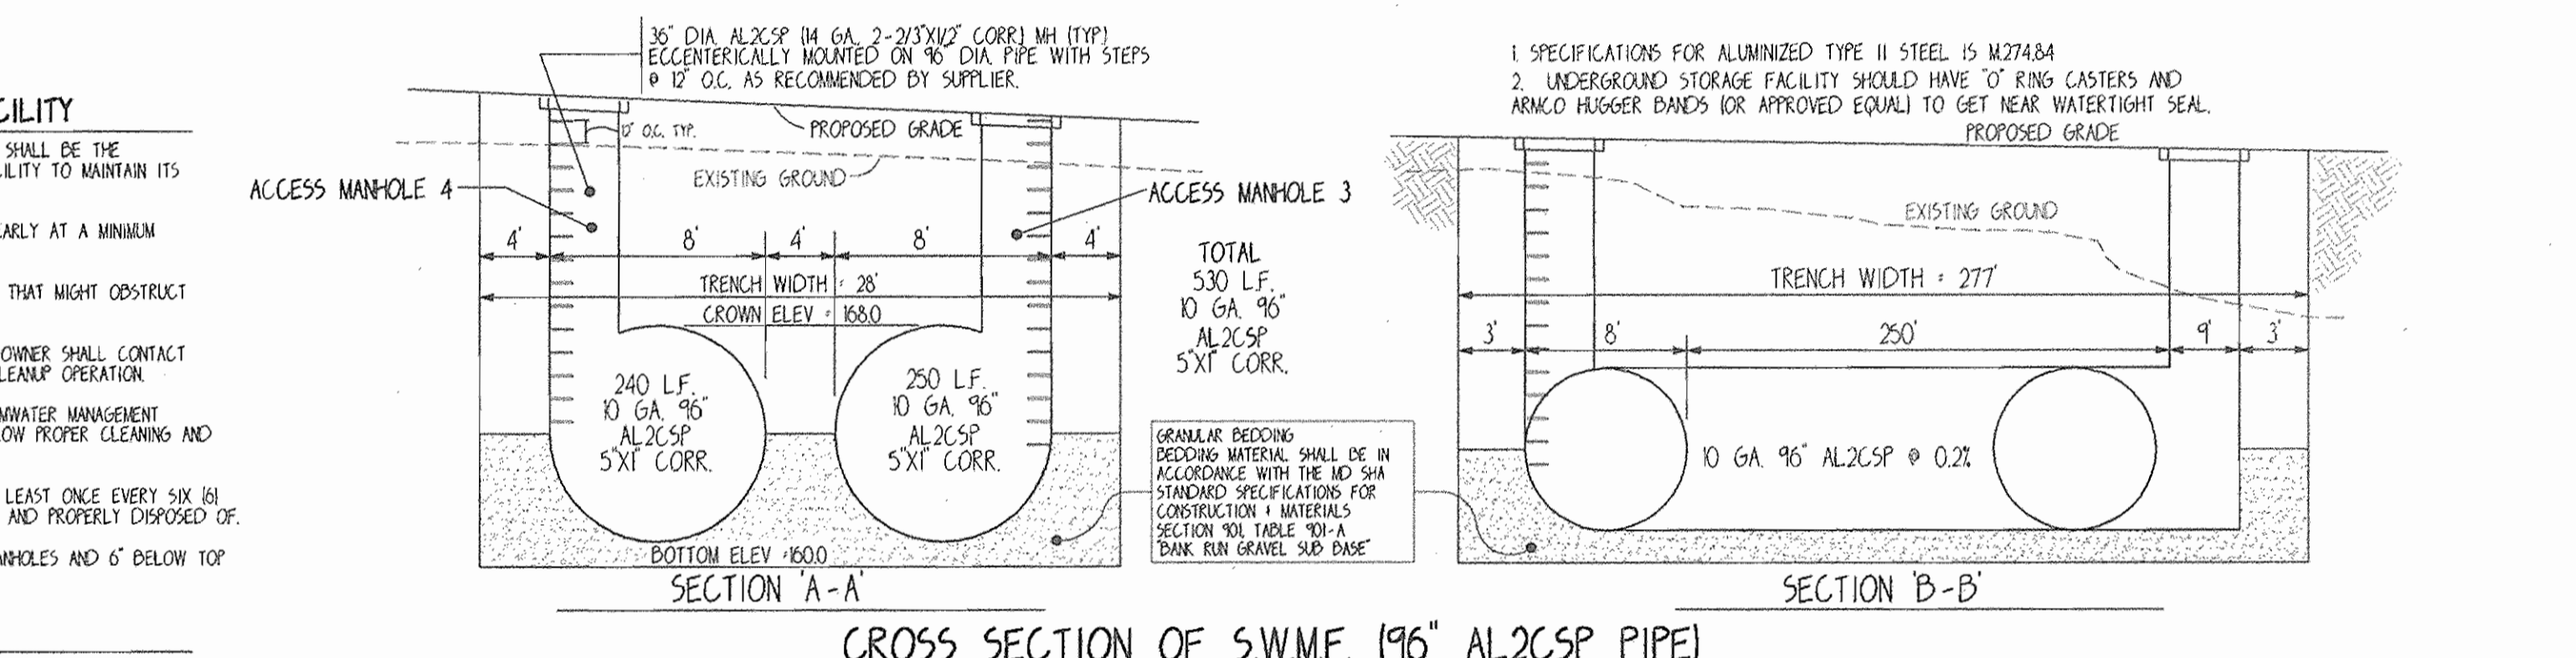 CILITY
SHALL BE THE
ILITY TO MAINTAIN ITS
EARLY AT A MINIMUM
THAT MIGHT OBSTRUCT
OWNER SHALL CONTACT
LEANUP OPERATION.
MWATER MANAGEMENT
LOW PROPER CLEANING AND
LEAST ONCE EVERY SIX (6)
AND PROPERLY DISPOSED OF.
ANHOLES AND 6" BELOW TOP
36" DIA. AL2CSP (14 GA., 2-2/3"X1/2" CORR.) MH (TYP)
ECCENTERICALLY MOUNTED ON 96" DIA. PIPE WITH STEPS
@ 12" O.C. AS RECOMMENDED BY SUPPLIER.
12" O.C. TYP.
PROPOSED GRADE
EXISTING GROUND
ACCESS MANHOLE 4
ACCESS MANHOLE 3
4' 8' 4' 8' 4'
TRENCH WIDTH = 28'
CROWN ELEV = 168.0
240 L.F.
10 GA. 96"
AL2CSP
5"X1" CORR.
250 L.F.
10 GA. 96"
AL2CSP
5"X1" CORR.
BOTTOM ELEV =160.0
SECTION 'A-A'
TOTAL
530 L.F.
10 GA. 96"
AL2CSP
5"X1" CORR.
GRANULAR BEDDING
BEDDING MATERIAL SHALL BE IN
ACCORDANCE WITH THE MD SHA
STANDARD SPECIFICATIONS FOR
CONSTRUCTION & MATERIALS
SECTION 901, TABLE 901-A
"BANK RUN GRAVEL SUB BASE"
1. SPECIFICATIONS FOR ALUMINIZED TYPE II STEEL IS M.274.84
2. UNDERGROUND STORAGE FACILITY SHOULD HAVE "O" RING CASTERS AND
ARMCO HUGGER BANDS (OR APPROVED EQUAL) TO GET NEAR WATERTIGHT SEAL.
PROPOSED GRADE
EXISTING GROUND
TRENCH WIDTH = 277'
3' 8' 250' 9' 3'
10 GA. 96" AL2CSP @ 0.2%
SECTION 'B-B'
CROSS SECTION OF S.W.M.F. (96" AL2CSP PIPE)